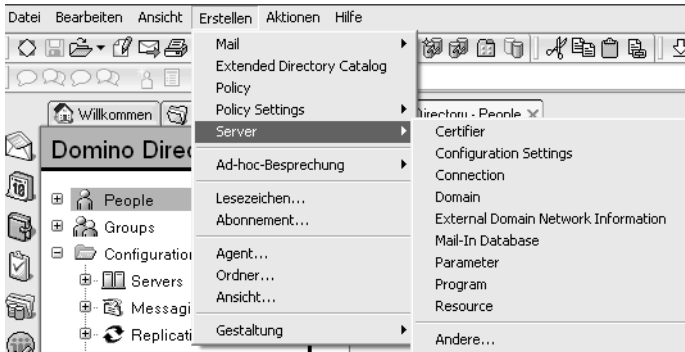 Datei Bearbeiten Ansicht Erstellen Aktionen Hilfe
Mail
Extended Directory Catalog
Policy
Policy Settings
Server
Ad-hoc-Besprechung
Lesezeichen...
Abonnement...
Agent...
Ordner...
Ansicht...
Gestaltung
Certifier
Configuration Settings
Connection
Domain
External Domain Network Information
Mail-In Database
Parameter
Program
Resource
Andere...
Willkommen
Directory - People
Domino Direc
People
Groups
Configuration
Servers
Messagi
Replicati
18